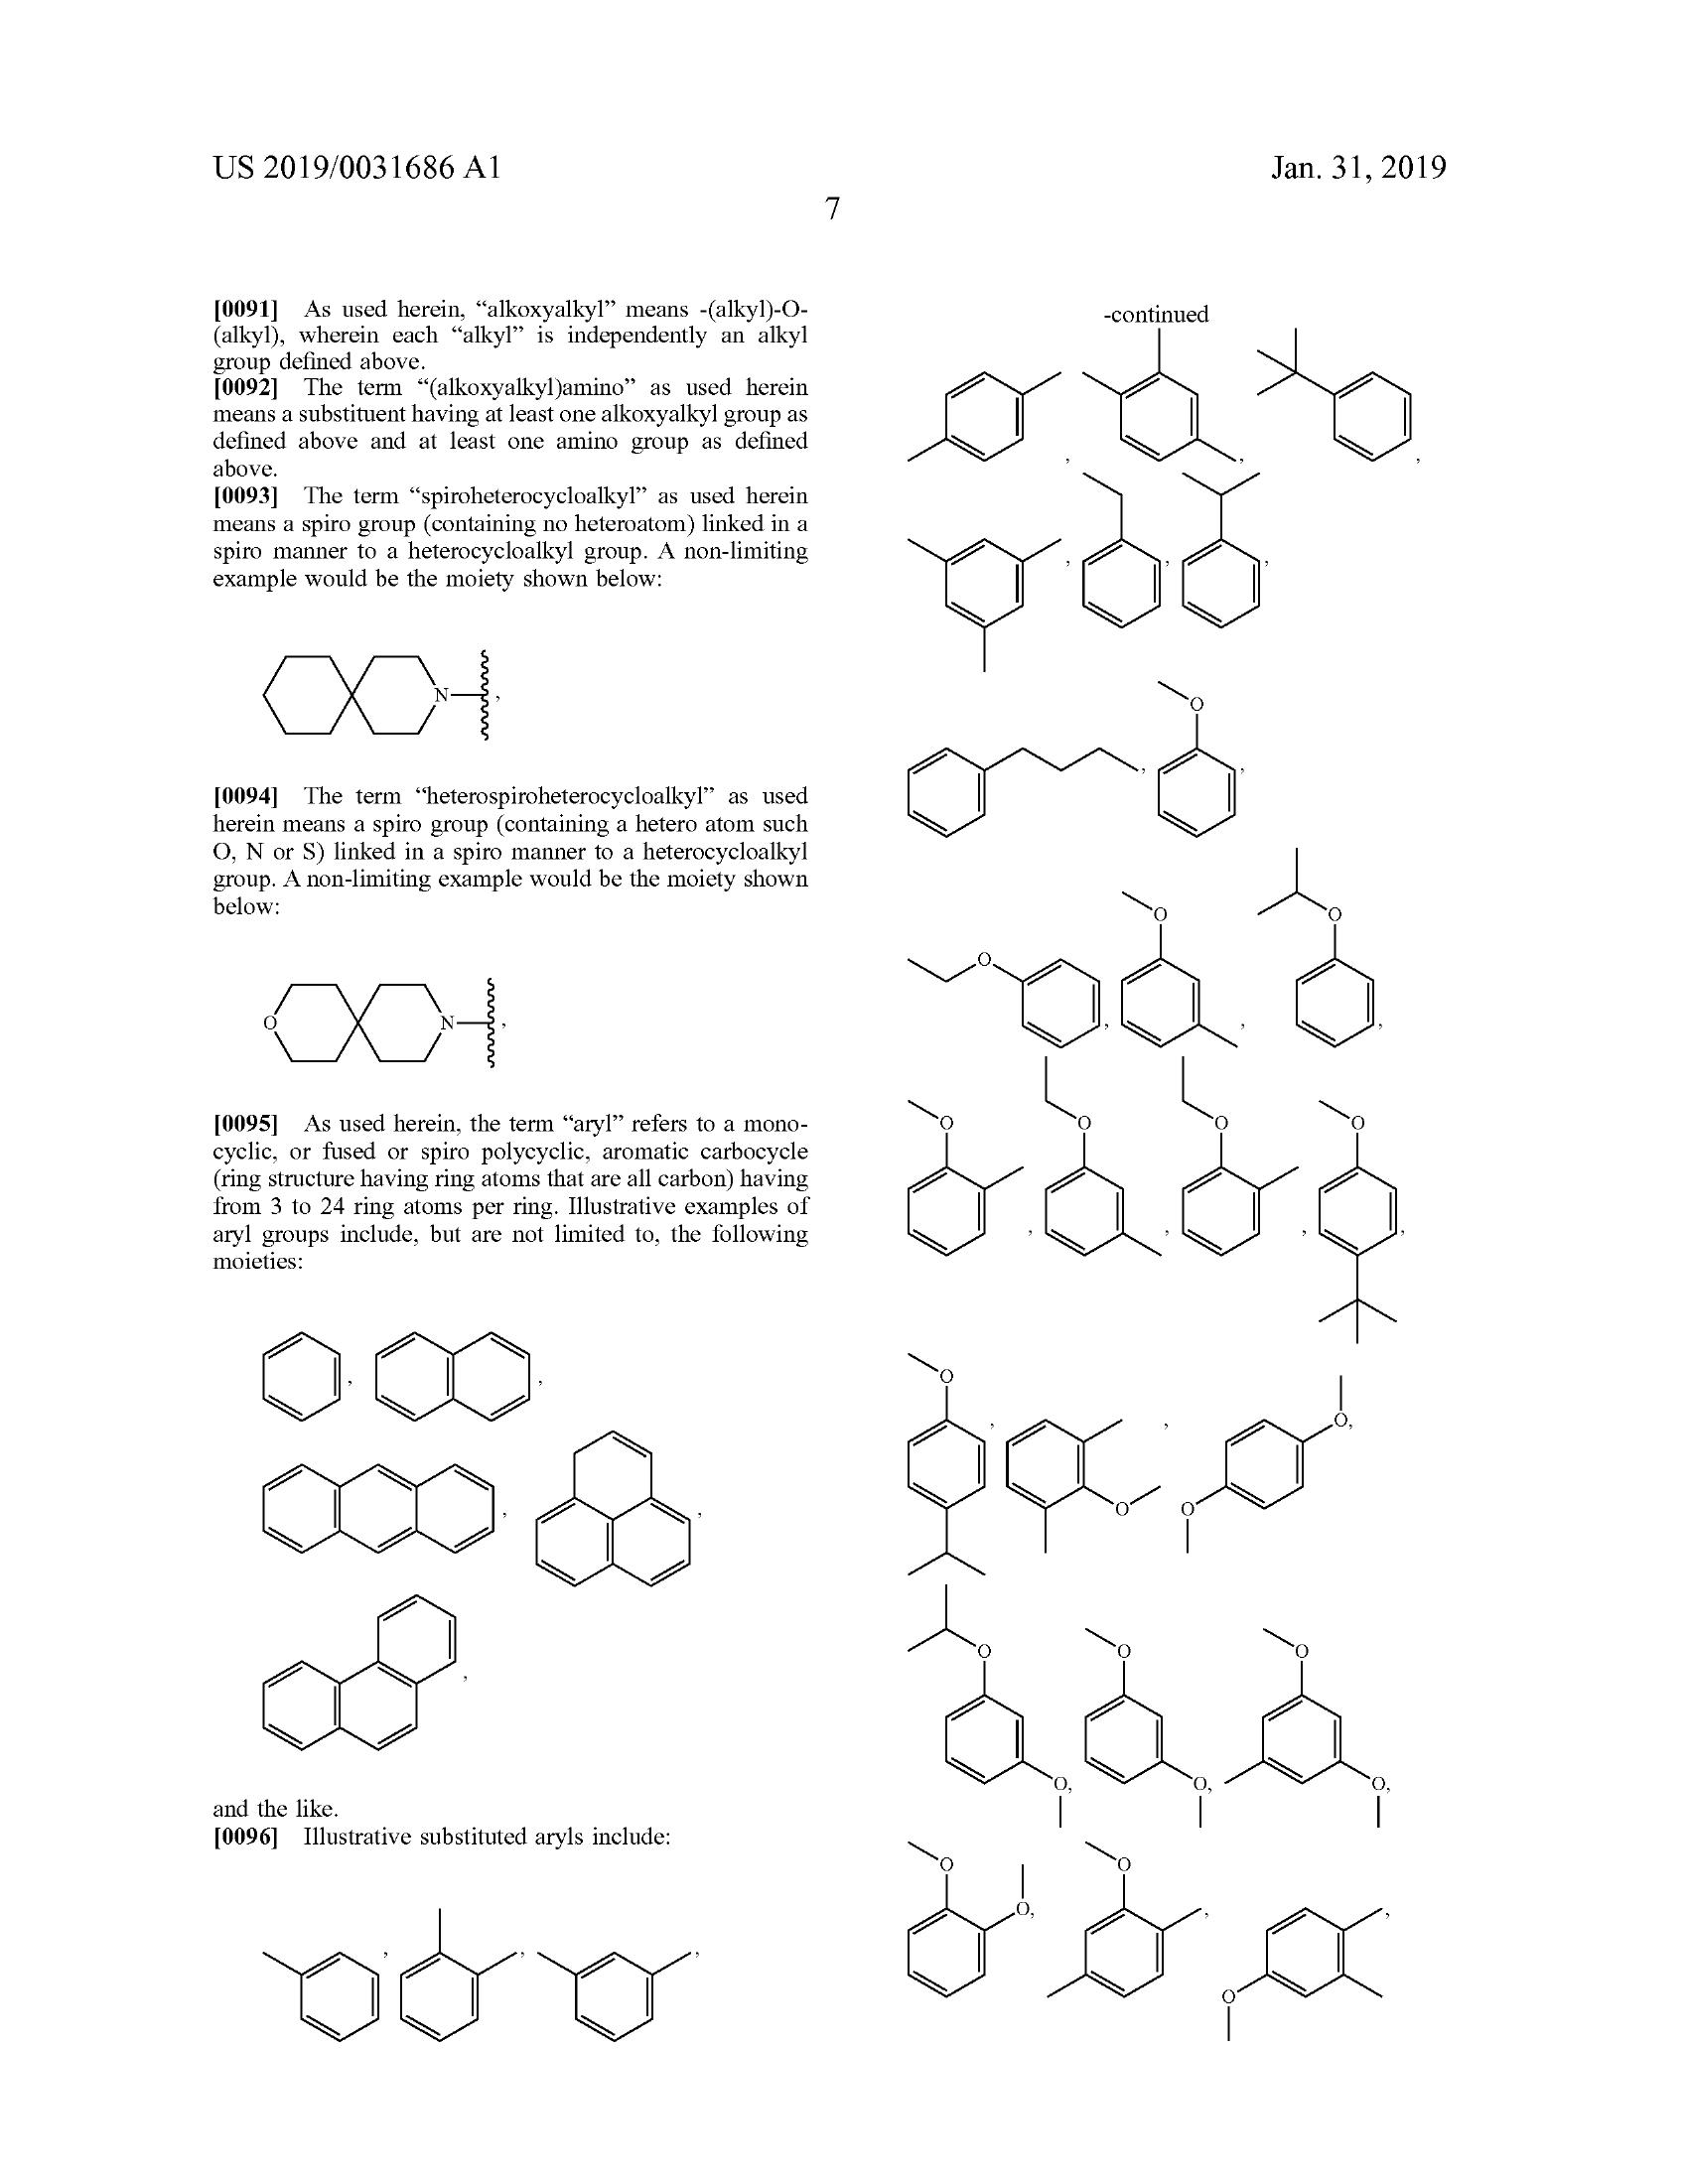 US 2019/0031686 A1
Jan. 31, 2019
7
[0091] As used herein, “alkoxyalkyl” means -(alkyl)-O-
(alkyl), wherein each “alkyl” is independently an alkyl
group defined above.
[0092] The term “(alkoxyalkyl)amino” as used herein
means a substituent having at least one alkoxyalkyl group as
defined above and at least one amino group as defined
above.
[0093] The term “spiroheterocycloalkyl” as used herein
means a spiro group (containing no heteroatom) linked in a
spiro manner to a heterocycloalkyl group. A non-limiting
example would be the moiety shown below:
N
,
[0094] The term “heterospiroheterocycloalkyl” as used
herein means a spiro group (containing a hetero atom such
O, N or S) linked in a spiro manner to a heterocycloalkyl
group. A non-limiting example would be the moiety shown
below:
O N
,
[0095] As used herein, the term “aryl” refers to a mono-
cyclic, or fused or spiro polycyclic, aromatic carbocycle
(ring structure having ring atoms that are all carbon) having
from 3 to 24 ring atoms per ring. Illustrative examples of
aryl groups include, but are not limited to, the following
moieties:
and the like.
[0096] Illustrative substituted aryls include:
-continued
O
O
O O
O O O O
O
O
O
O
O O O
O, O, O,
O O
O,
O